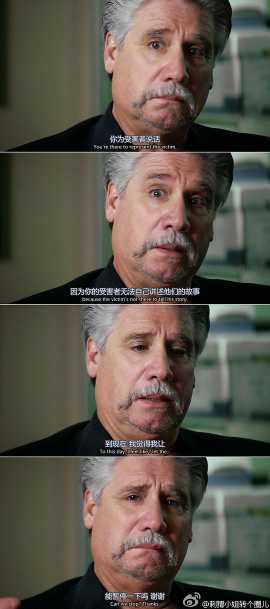 你为受害者说话
You're there to represent the victim,
因为你的受害者无法自己讲述他们的故事
because the victim's not there to tell his story.
到现在 我觉得我让
To this day, I feel like I let the...
能暂停一下吗 谢谢
Can we stop? Thanks.
@刺猬小姐转个圈儿